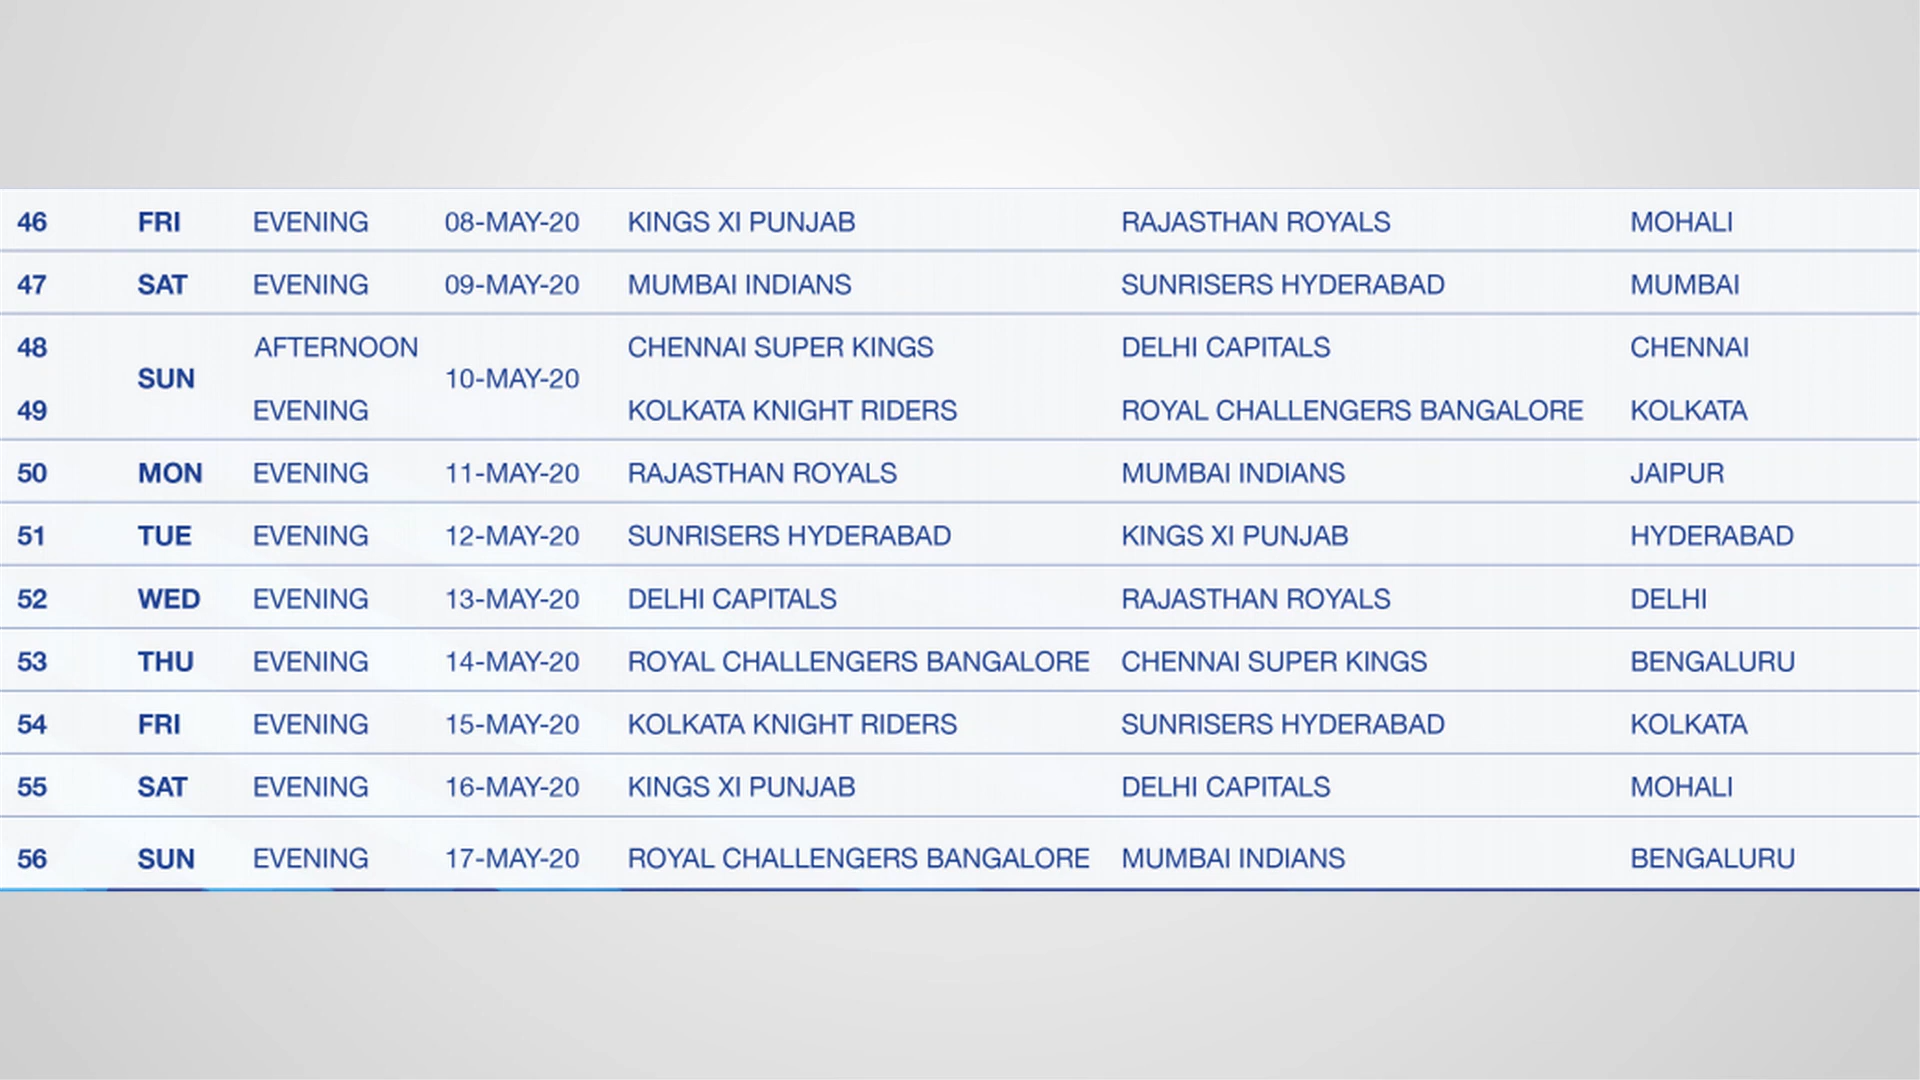 46 FRI EVENING 08-MAY-20 KINGS XI PUNJAB RAJASTHAN ROYALS MOHALI
47 SAT EVENING 09-MAY-20 MUMBAI INDIANS SUNRISERS HYDERABAD MUMBAI
48 AFTERNOON CHENNAI SUPER KINGS DELHI CAPITALS CHENNAI
SUN 10-MAY-20
49 EVENING KOLKATA KNIGHT RIDERS ROYAL CHALLENGERS BANGALORE KOLKATA
50 MON EVENING 11-MAY-20 RAJASTHAN ROYALS MUMBAI INDIANS JAIPUR
51 TUE EVENING 12-MAY-20 SUNRISERS HYDERABAD KINGS XI PUNJAB HYDERABAD
52 WED EVENING 13-MAY-20 DELHI CAPITALS RAJASTHAN ROYALS DELHI
53 THU EVENING 14-MAY-20 ROYAL CHALLENGERS BANGALORE CHENNAI SUPER KINGS BENGALURU
54 FRI EVENING 15-MAY-20 KOLKATA KNIGHT RIDERS SUNRISERS HYDERABAD KOLKATA
55 SAT EVENING 16-MAY-20 KINGS XI PUNJAB DELHI CAPITALS MOHALI
56 SUN EVENING 17-MAY-20 ROYAL CHALLENGERS BANGALORE MUMBAI INDIANS BENGALURU